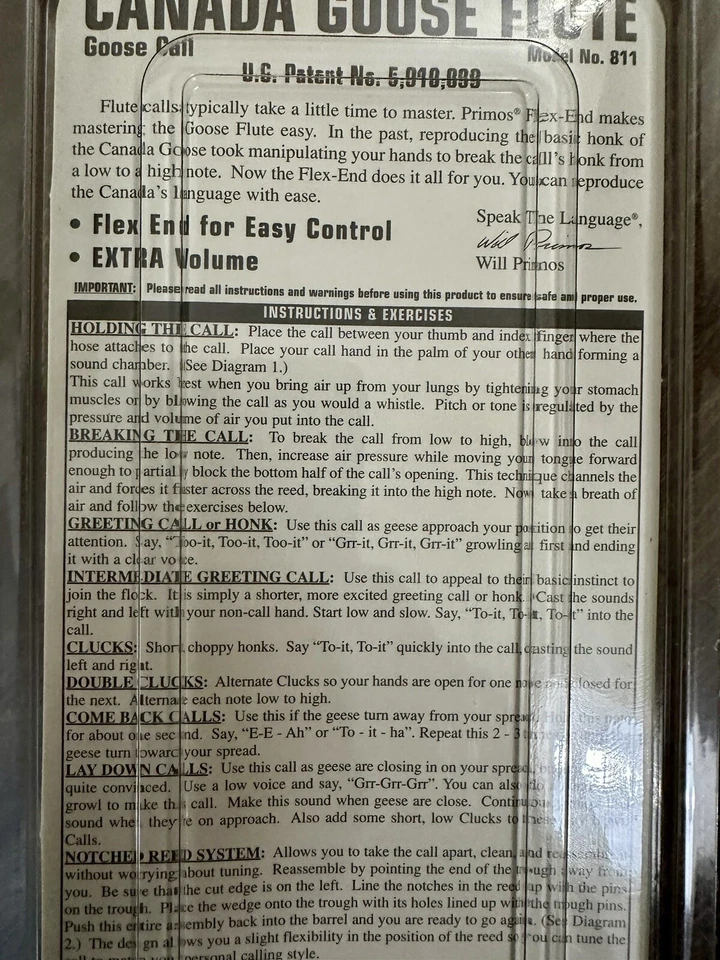 CANADA GOOSE FLUTE
Goose Call
Model No. 811
U.S. Patent No. 5,910,039
Flute calls typically take a little time to master. Primos® Flex-End makes
mastering the Goose Flute easy. In the past, reproducing the basic honk of
the Canada Goose took manipulating your hands to break the call's honk from
a low to a high note. Now the Flex-End does it all for you. You can reproduce
the Canada's language with ease.
• Flex End for Easy Control
• EXTRA Volume
Speak The Language®,
Will Primos
Will Primos
IMPORTANT: Please read all instructions and warnings before using this product to ensure safe and proper use.
INSTRUCTIONS & EXERCISES
HOLDING THE CALL: Place the call between your thumb and index finger where the
hose attaches to the call. Place your call hand in the palm of your other hand forming a
sound chamber. (See Diagram 1.)
This call works best when you bring air up from your lungs by tightening your stomach
muscles or by blowing the call as you would a whistle. Pitch or tone is regulated by the
pressure and volume of air you put into the call.
BREAKING THE CALL: To break the call from low to high, blow into the call
producing the low note. Then, increase air pressure while moving your tongue forward
enough to partially block the bottom half of the call's opening. This technique channels the
air and forces it faster across the reed, breaking it into the high note. Now take a breath of
air and follow the exercises below.
GREETING CALL or HONK: Use this call as geese approach your position to get their
attention. Say, "Too-it, Too-it, Too-it" or "Grr-it, Grr-it, Grr-it" growling at first and ending
it with a clear voice.
INTERMEDIATE GREETING CALL: Use this call to appeal to their basic instinct to
join the flock. It is simply a shorter, more excited greeting call or honk. Cast the sounds
right and left with your non-call hand. Start low and slow. Say, "To-it, To-it, To-it" into the
call.
CLUCKS: Short choppy honks. Say "To-it, To-it" quickly into the call, casting the sound
left and right.
DOUBLE CLUCKS: Alternate Clucks so your hands are open for one note closed for
the next. Alternate each note low to high.
COME BACK CALLS: Use this if the geese turn away from your spread. Hold this note
for about one second. Say, "E-E - Ah" or "To - it - ha". Repeat this 2 - 3
geese turn toward your spread.
LAY DOWN CALLS: Use this call as geese are closing in on your spread,
quite convinced. Use a low voice and say, "Grr-Grr-Grr". You can also
growl to make this call. Make this sound when geese are close. Continuous
sound when they're on approach. Also add some short, low Clucks to these
Calls.
NOTCHED REED SYSTEM: Allows you to take the call apart, clean, and reassemble
without worrying about tuning. Reassemble by pointing the end of the trough away from
you. Be sure that the cut edge is on the left. Line the notches in the reed up with the pins
on the trough. Place the wedge onto the trough with its holes lined up with the trough pins.
Push this entire assembly back into the barrel and you are ready to go again. (See Diagram
2.) The design allows you a slight flexibility in the position of the reed so you can tune the
personal calling style.